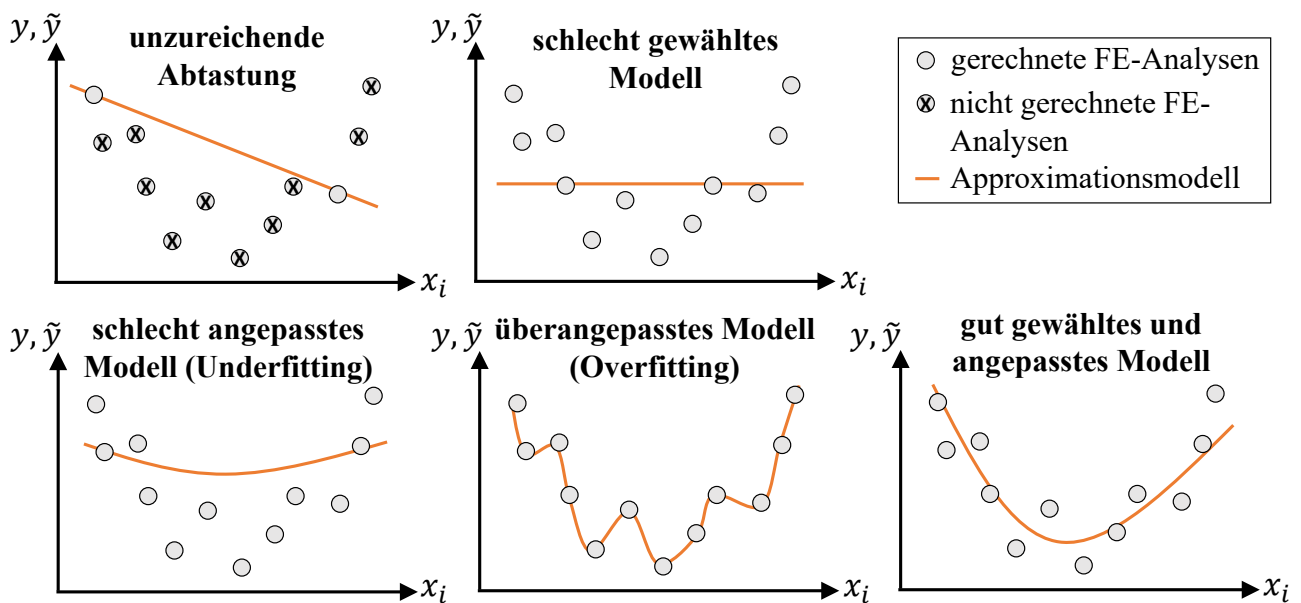 y, ỹ
unzureichende
Abtastung
x_i
y, ỹ
schlecht gewähltes
Modell
x_i
gerechnete FE-Analysen
X nicht gerechnete FE-
Analysen
Approximationsmodell
X
X
X
X
X
X
X
X
X
X
y, ỹ
schlecht angepasstes
Modell (Underfitting)
x_i
y, ỹ
überangepasstes Modell
(Overfitting)
x_i
y, ỹ
gut gewähltes und
angepasstes Modell
x_i